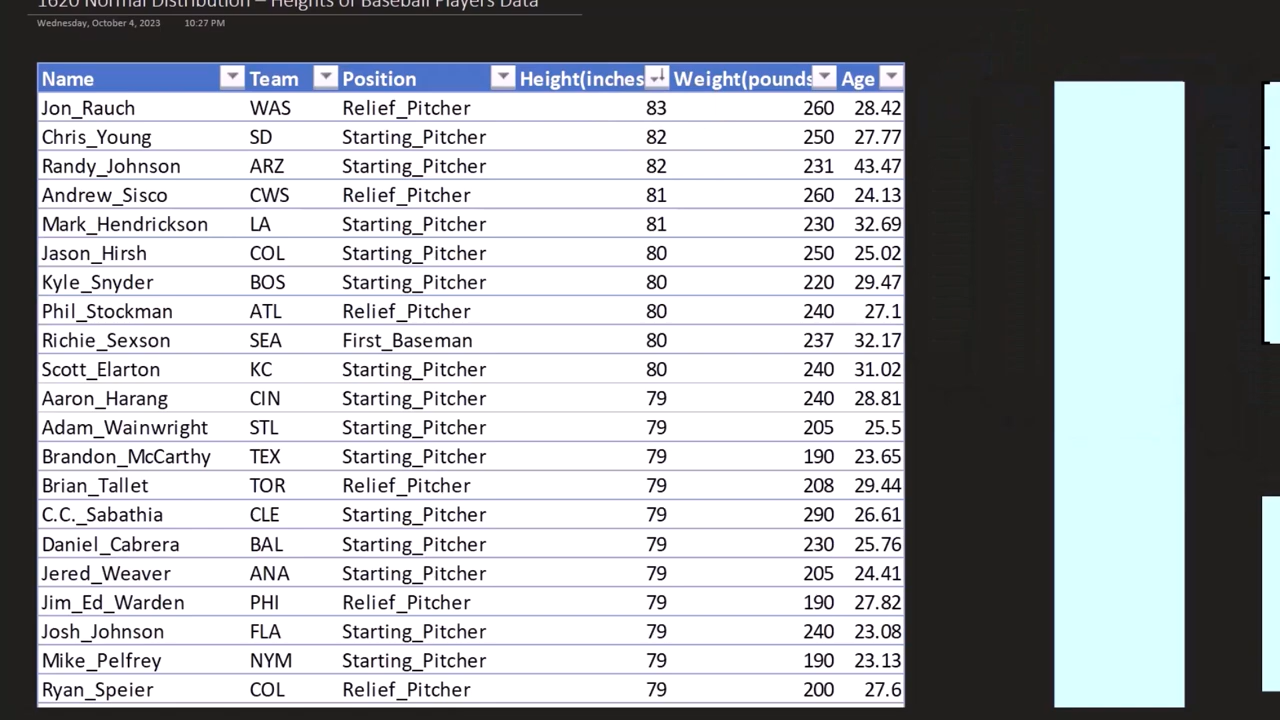 1620 Normal Distribution – Heights of Baseball Players Data
Wednesday, October 4, 2023 10:27 PM
Name Team Position Height(inches Weight(pounds Age
Jon_Rauch WAS Relief_Pitcher 83 260 28.42
Chris_Young SD Starting_Pitcher 82 250 27.77
Randy_Johnson ARZ Starting_Pitcher 82 231 43.47
Andrew_Sisco CWS Relief_Pitcher 81 260 24.13
Mark_Hendrickson LA Starting_Pitcher 81 230 32.69
Jason_Hirsh COL Starting_Pitcher 80 250 25.02
Kyle_Snyder BOS Starting_Pitcher 80 220 29.47
Phil_Stockman ATL Relief_Pitcher 80 240 27.1
Richie_Sexson SEA First_Baseman 80 237 32.17
Scott_Elarton KC Starting_Pitcher 80 240 31.02
Aaron_Harang CIN Starting_Pitcher 79 240 28.81
Adam_Wainwright STL Starting_Pitcher 79 205 25.5
Brandon_McCarthy TEX Starting_Pitcher 79 190 23.65
Brian_Tallet TOR Relief_Pitcher 79 208 29.44
C.C._Sabathia CLE Starting_Pitcher 79 290 26.61
Daniel_Cabrera BAL Starting_Pitcher 79 230 25.76
Jered_Weaver ANA Starting_Pitcher 79 205 24.41
Jim_Ed_Warden PHI Relief_Pitcher 79 190 27.82
Josh_Johnson FLA Starting_Pitcher 79 240 23.08
Mike_Pelfrey NYM Starting_Pitcher 79 190 23.13
Ryan_Speier COL Relief_Pitcher 79 200 27.6